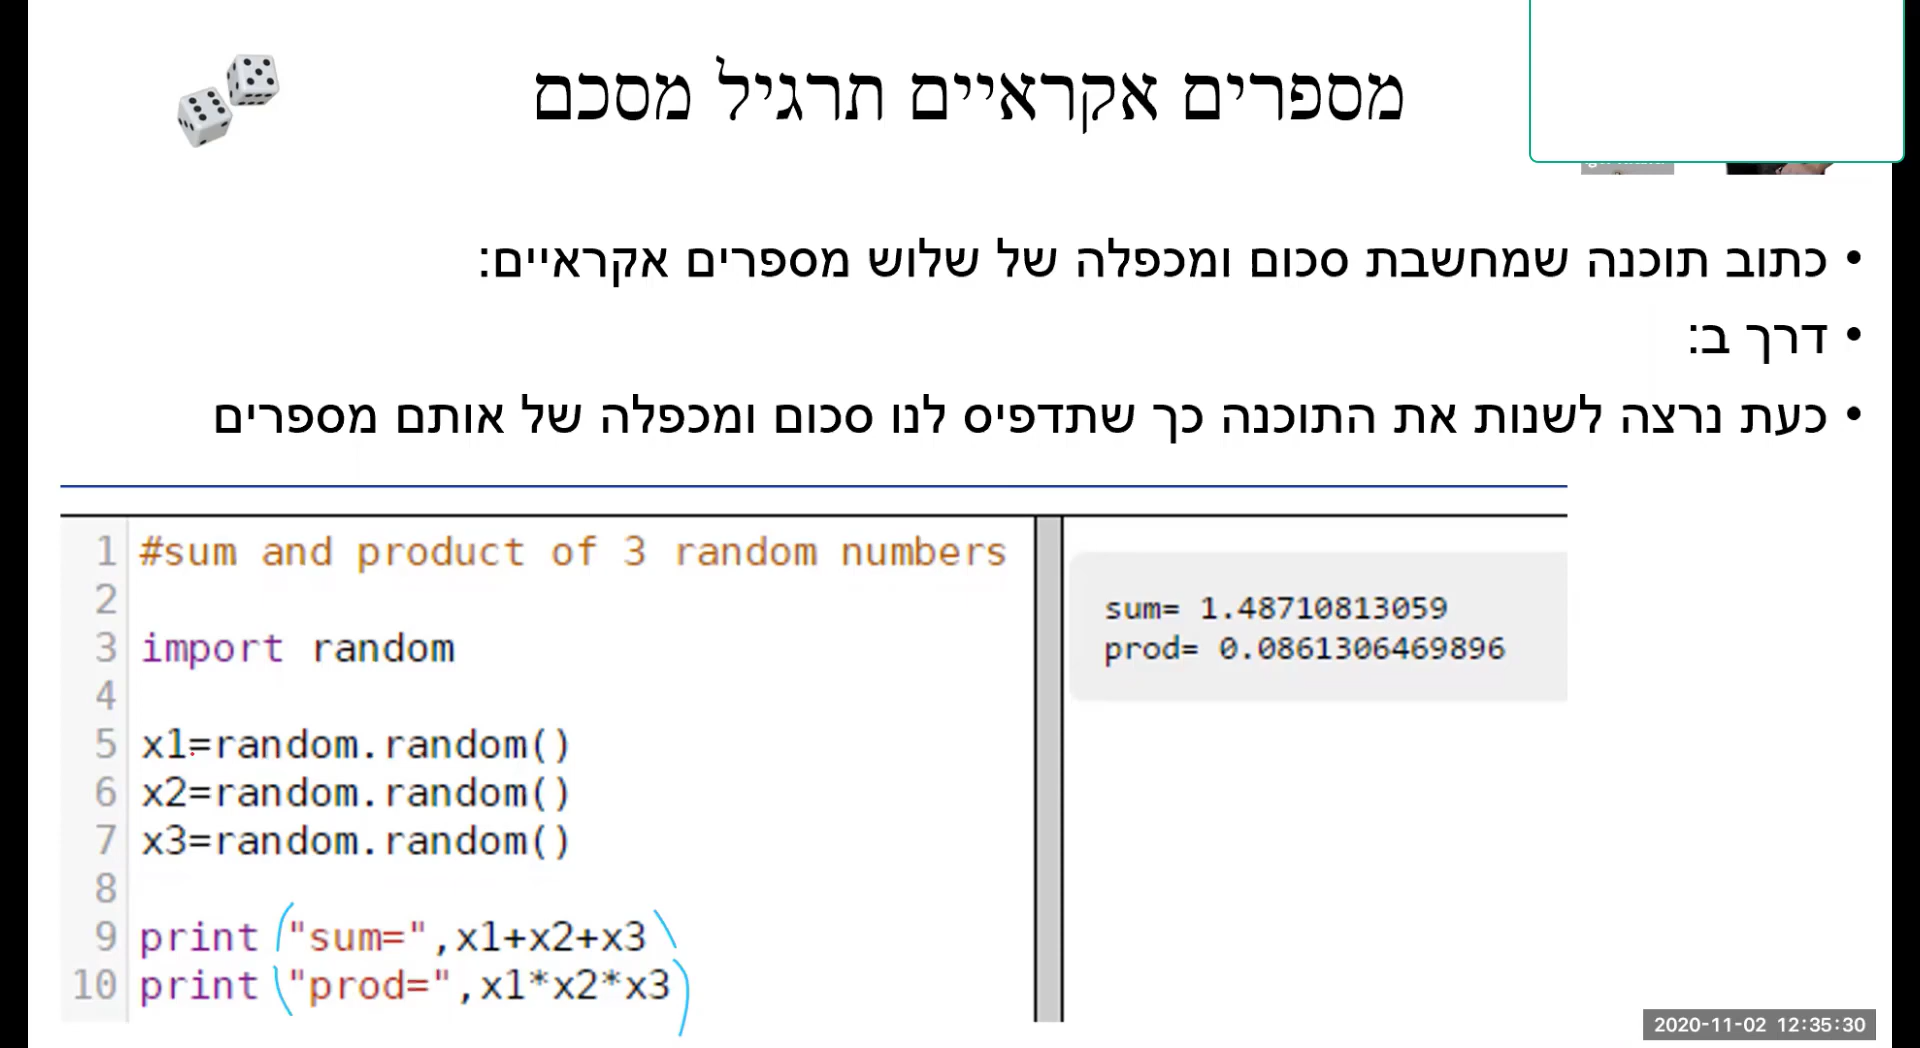 מספרים אקראיים תרגיל מסכם
• כתוב תוכנה שמחשבת סכום ומכפלה של שלוש מספרים אקראיים:
• דרך ב:
• כעת נרצה לשנות את התוכנה כך שתדפיס לנו סכום ומכפלה של אותם מספרים
1 #sum and product of 3 random numbers
2
3 import random
4
5 x1=random.random()
6 x2=random.random()
7 x3=random.random()
8
9 print ("sum=",x1+x2+x3)
10 print ("prod=",x1*x2*x3)
sum= 1.48710813059
prod= 0.0861306469896
2020-11-02 12:35:30